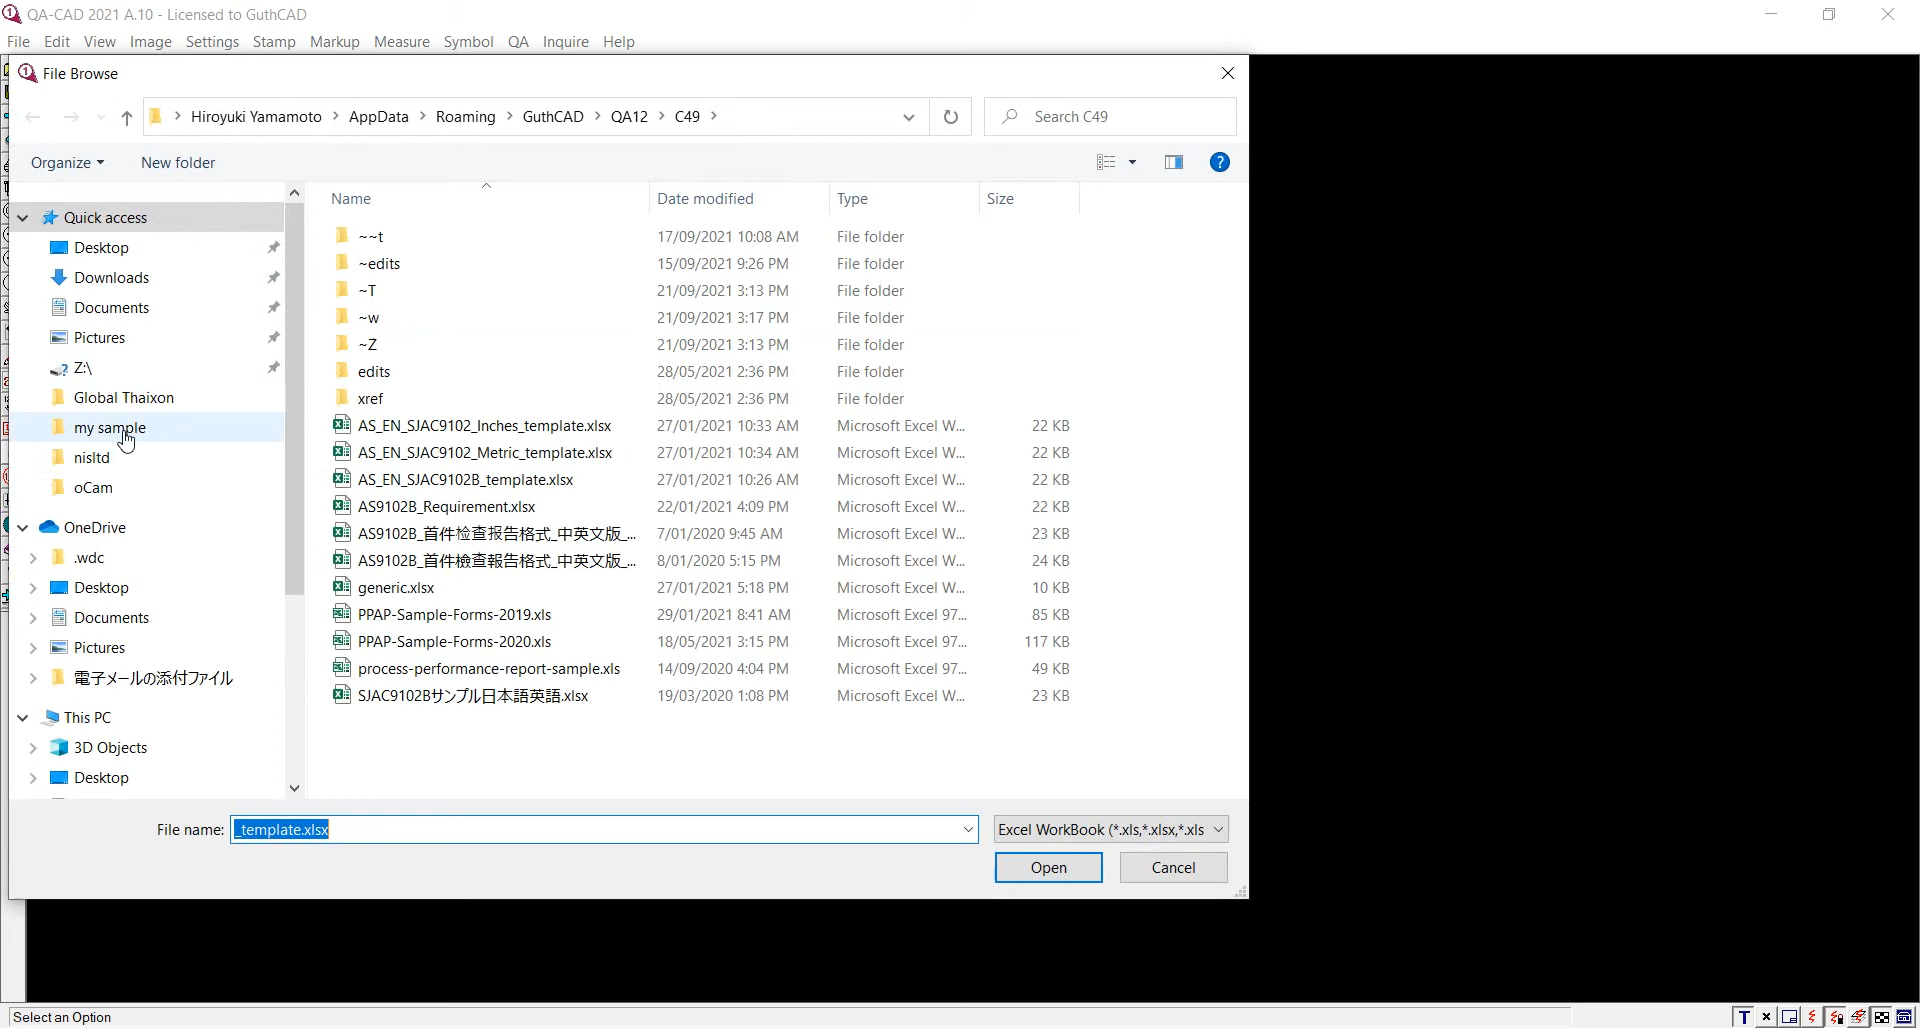 QA-CAD 2021 A.10 - Licensed to GuthCAD
File Edit View Image Settings Stamp Markup Measure Symbol QA Inquire Help
File Browse
Hiroyuki Yamamoto > AppData > Roaming > GuthCAD > QA12 > C49 >
Search C49
Organize
New folder
Name Date modified Type Size
Quick access
Desktop
Downloads
Documents
Pictures
Z:\
Global Thaixon
my sample
nisltd
oCam
OneDrive
.wdc
Desktop
Documents
Pictures
電子メールの添付ファイル
This PC
3D Objects
Desktop
~~t 17/09/2021 10:08 AM File folder
~edits 15/09/2021 9:26 PM File folder
~T 21/09/2021 3:13 PM File folder
~w 21/09/2021 3:17 PM File folder
~Z 21/09/2021 3:13 PM File folder
edits 28/05/2021 2:36 PM File folder
xref 28/05/2021 2:36 PM File folder
AS_EN_SJAC9102_Inches_template.xlsx 27/01/2021 10:33 AM Microsoft Excel W... 22 KB
AS_EN_SJAC9102_Metric_template.xlsx 27/01/2021 10:34 AM Microsoft Excel W... 22 KB
AS_EN_SJAC9102B_template.xlsx 27/01/2021 10:26 AM Microsoft Excel W... 22 KB
AS9102B_Requirement.xlsx 22/01/2021 4:09 PM Microsoft Excel W... 22 KB
AS9102B_首件检查报告格式_中英文版_... 7/01/2020 9:45 AM Microsoft Excel W... 23 KB
AS9102B_首件檢查報告格式_中英文版_... 8/01/2020 5:15 PM Microsoft Excel W... 24 KB
generic.xlsx 27/01/2021 5:18 PM Microsoft Excel W... 10 KB
PPAP-Sample-Forms-2019.xls 29/01/2021 8:41 AM Microsoft Excel 97... 85 KB
PPAP-Sample-Forms-2020.xls 18/05/2021 3:15 PM Microsoft Excel 97... 117 KB
process-performance-report-sample.xls 14/09/2020 4:04 PM Microsoft Excel 97... 49 KB
SJAC9102Bサンプル日本語英語.xlsx 19/03/2020 1:08 PM Microsoft Excel W... 23 KB
File name: _template.xlsx
Excel WorkBook (*.xls,*.xlsx,*.xls
Open Cancel
Select an Option